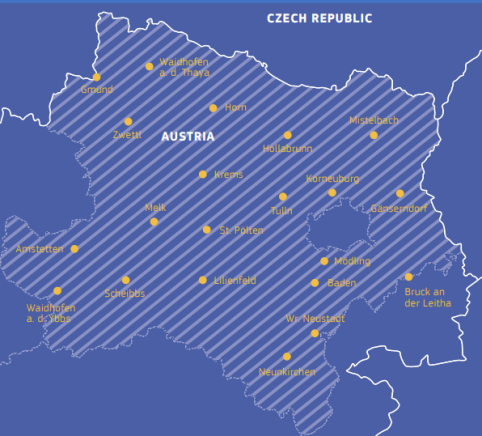 CZECH REPUBLIC
Waidhofen
a. d. Thaya
Gmünd
Horn
Zwettl
AUSTRIA
Mistelbach
Hollabrunn
Krems
Korneuburg
Melk
Tulln
Gänserndorf
St. Pölten
Amstetten
Mödling
Lilienfeld
Baden
Scheibbs
Bruck an
der Leitha
Waidhofen
a. d. Ybbs
Wr. Neustadt
Neunkirchen